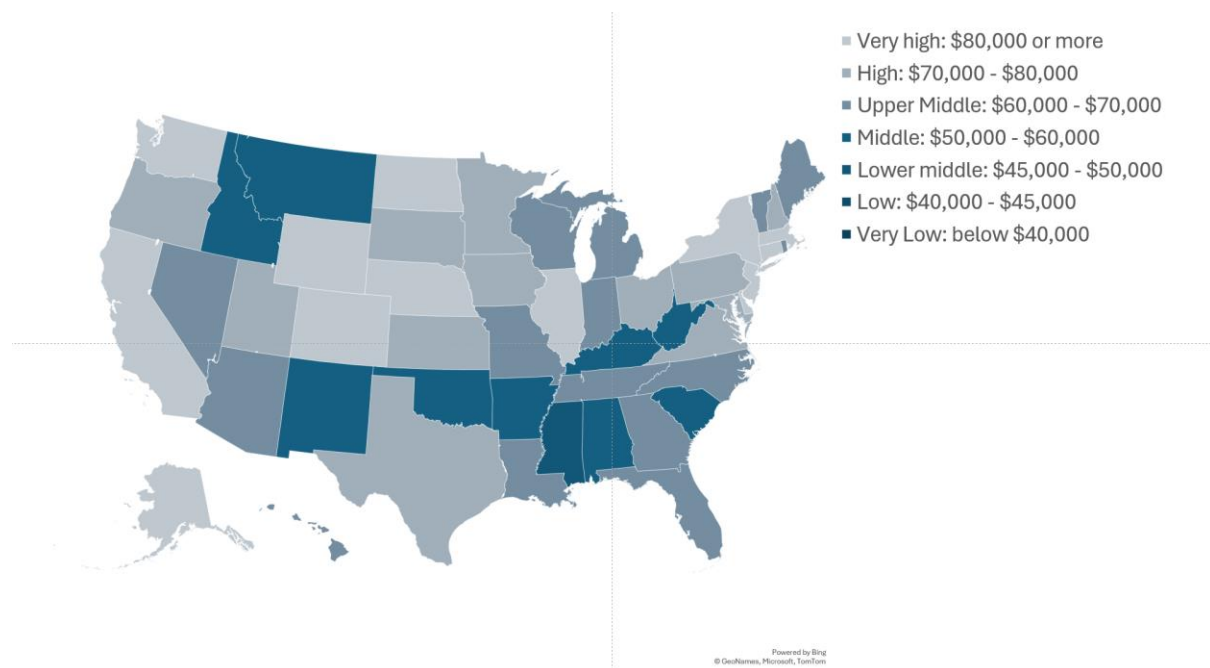 Very high: $80,000 or more
High: $70,000 - $80,000
Upper Middle: $60,000 - $70,000
Middle: $50,000 - $60,000
Lower middle: $45,000 - $50,000
Low: $40,000 - $45,000
Very Low: below $40,000
Powered by Bing
© GeoNames, Microsoft, TomTom